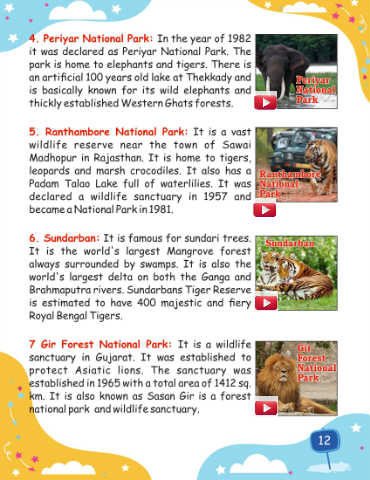 4. Periyar National Park: In the year of 1982
it was declared as Periyar National Park. The
park is home to elephants and tigers. There is
an artificial 100 years old lake at Thekkady and
is basically known for its wild elephants and
thickly established Western Ghats forests.
Periyar
National
Park
5. Ranthambore National Park: It is a vast
wildlife reserve near the town of Sawai
Madhopur in Rajasthan. It is home to tigers,
leopards and marsh crocodiles. It also has a
Padam Talao Lake full of waterlilies. It was
declared a wildlife sanctuary in 1957 and
became a National Park in 1981.
Ranthambore
National
Park
6. Sundarban: It is famous for sundari trees.
It is the world's largest Mangrove forest
always surrounded by swamps. It is also the
world's largest delta on both the Ganga and
Brahmaputra rivers. Sundarbans Tiger Reserve
is estimated to have 400 majestic and fiery
Royal Bengal Tigers.
Sundarban
7 Gir Forest National Park: It is a wildlife
sanctuary in Gujarat. It was established to
protect Asiatic lions. The sanctuary was
established in 1965 with a total area of 1412 sq.
km. It is also known as Sasan Gir is a forest
national park and wildlife sanctuary.
Gir
Forest
National
Park
12